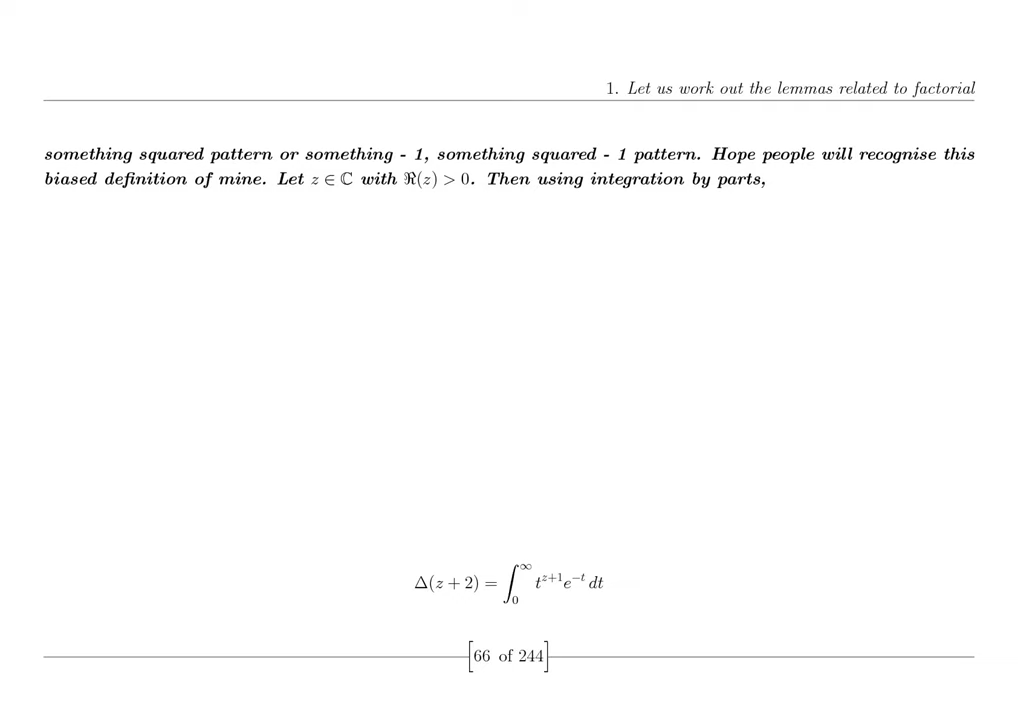 1. Let us work out the lemmas related to factorial
something squared pattern or something - 1, something squared - 1 pattern. Hope people will recognise this
biased definition of mine. Let z ∈ ℂ with ℜ(z) > 0. Then using integration by parts,
Δ(z + 2) = ∫₀^∞ t^{z+1} e^{−t} dt
[66 of 244]